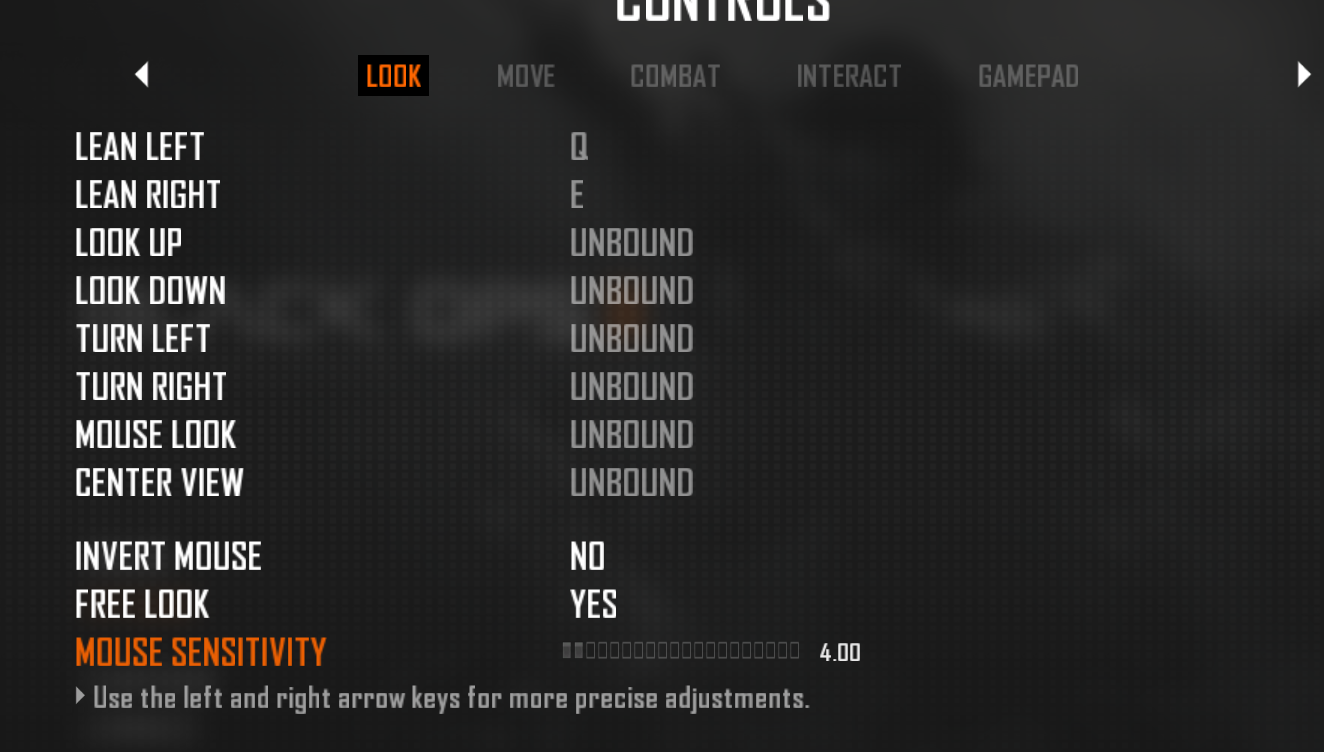 CONTROLS
LOOK MOVE COMBAT INTERACT GAMEPAD
LEAN LEFT Q
LEAN RIGHT E
LOOK UP UNBOUND
LOOK DOWN UNBOUND
TURN LEFT UNBOUND
TURN RIGHT UNBOUND
MOUSE LOOK UNBOUND
CENTER VIEW UNBOUND
INVERT MOUSE NO
FREE LOOK YES
MOUSE SENSITIVITY 4.00
Use the left and right arrow keys for more precise adjustments.